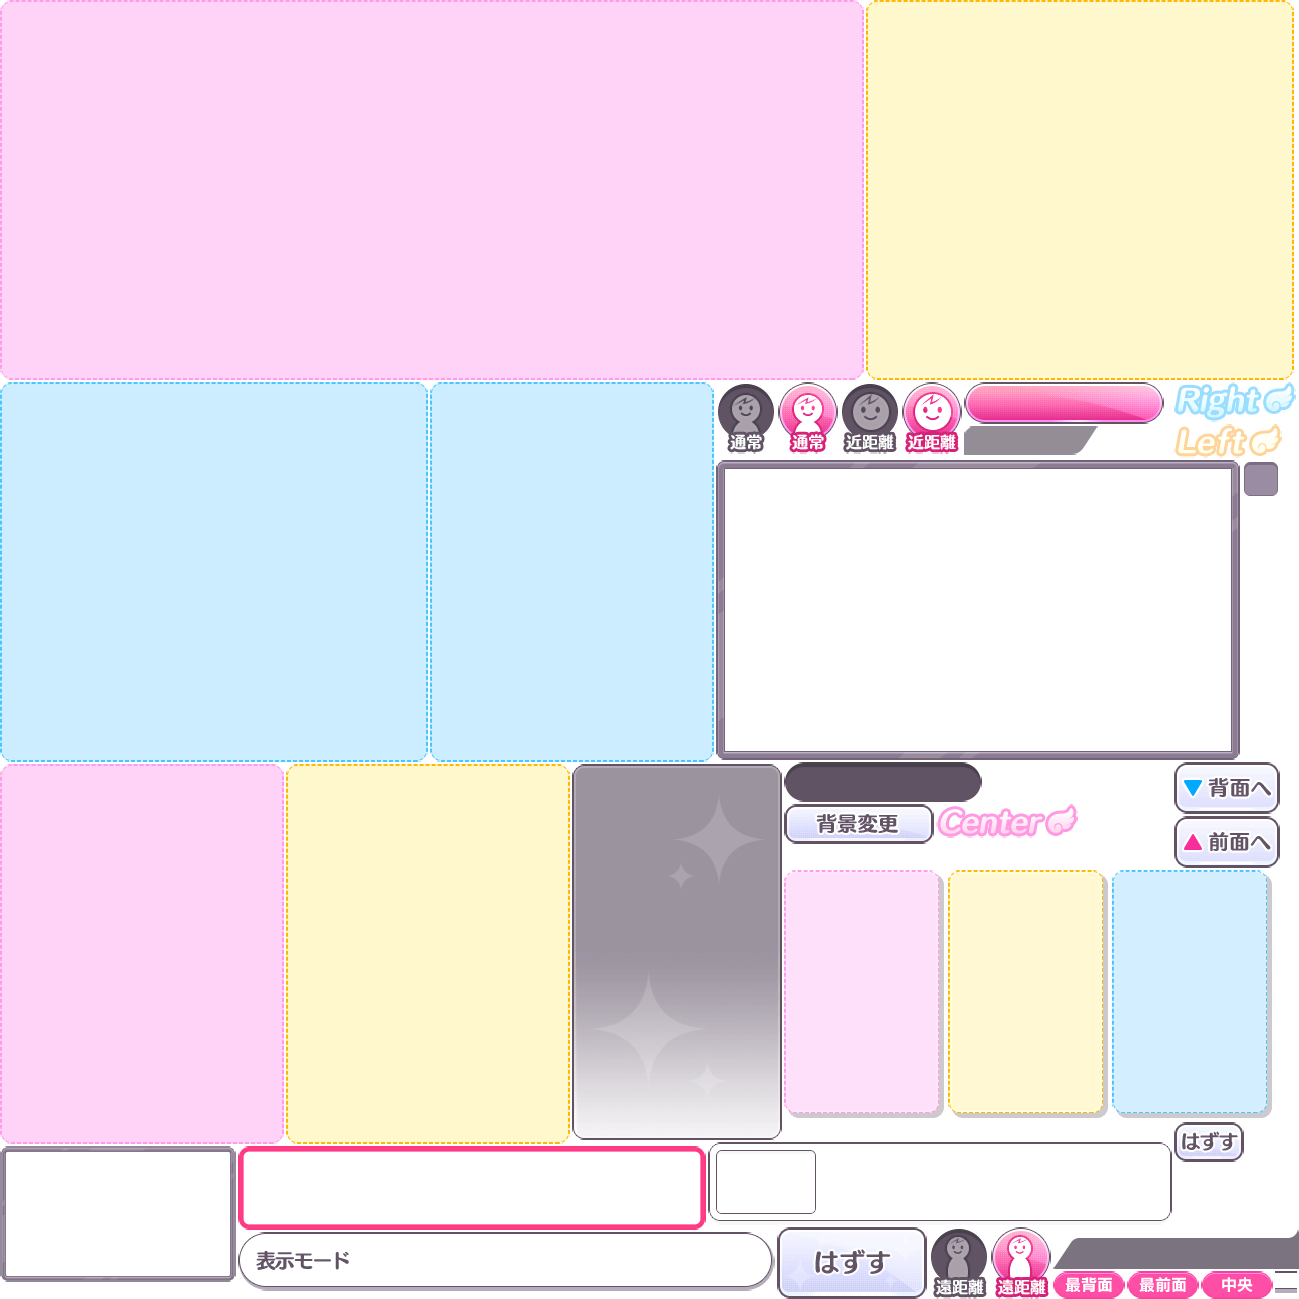 通常
通常
近距離
近距離
Right
Left
背面へ
背景変更
Center
前面へ
はずす
表示モード
はずす
遠距離
遠距離
最背面
最前面
中央